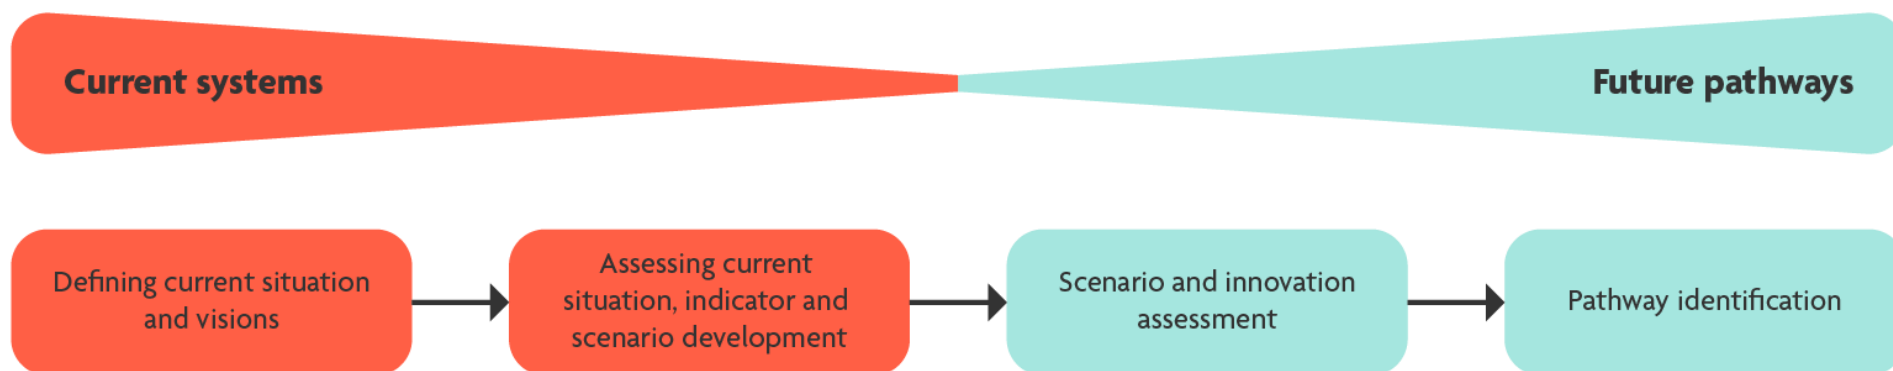 Current systems
Future pathways
Defining current situation
and visions
Assessing current
situation, indicator and
scenario development
Scenario and innovation
assessment
Pathway identification